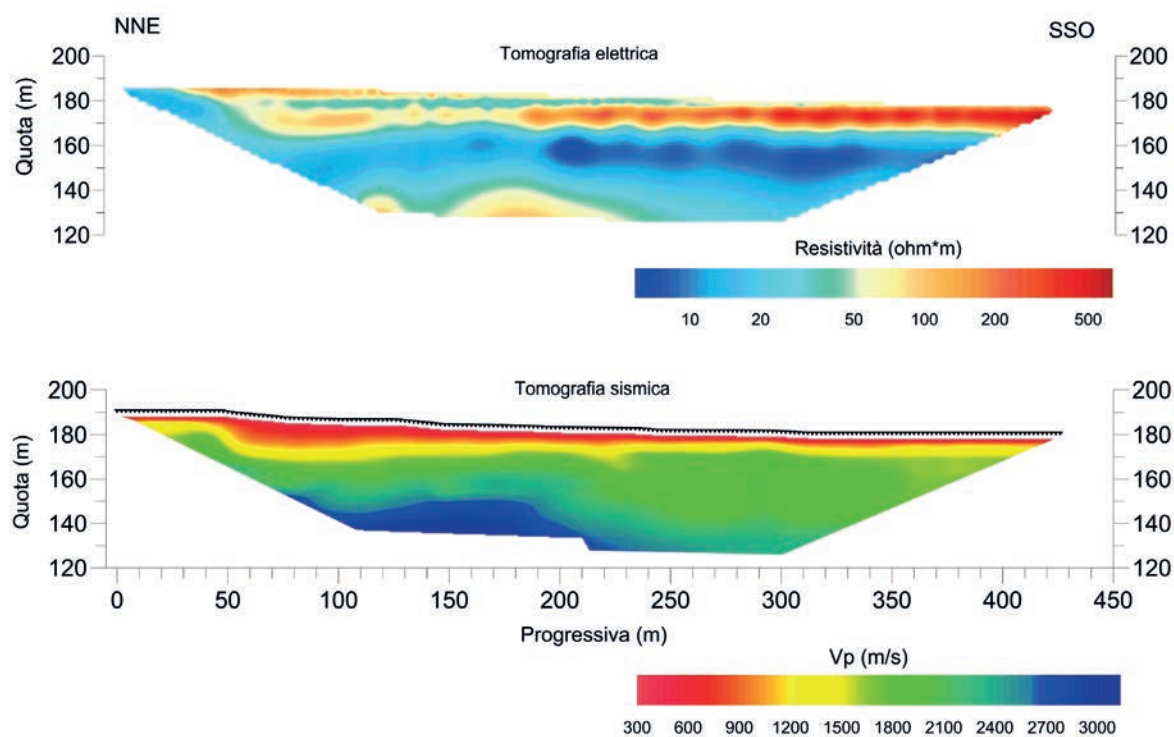 NNE SSO
Tomografia elettrica
200 200
180 180
160 160
140 140
120 120
Quota (m)
Resistività (ohm*m)
10 20 50 100 200 500
Tomografia sismica
200 200
180 180
160 160
140 140
120 120
Quota (m)
0 50 100 150 200 250 300 350 400 450
Progressiva (m)
Vp (m/s)
300 600 900 1200 1500 1800 2100 2400 2700 3000